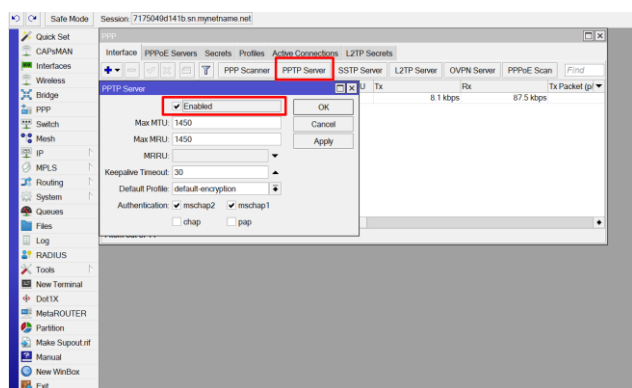 Safe Mode Session: 7175049d141b.sn.mynetname.net
Quick Set
CAPsMAN
Interfaces
Wireless
Bridge
PPP
Switch
Mesh
IP
MPLS
Routing
System
Queues
Files
Log
RADIUS
Tools
New Terminal
Dot1X
MetaROUTER
Partition
Make Supout.rif
Manual
New WinBox
Exit
PPP
Interface PPPoE Servers Secrets Profiles Active Connections L2TP Secrets
PPP Scanner PPTP Server SSTP Server L2TP Server OVPN Server PPPoE Scan Find
Tx Rx Tx Packet (p/
8.1 kbps 87.5 kbps
PPTP Server
Enabled
Max MTU: 1450
Max MRU: 1450
MRRU:
Keepalive Timeout: 30
Default Profile: default-encryption
Authentication: mschap2 mschap1
chap pap
OK
Cancel
Apply